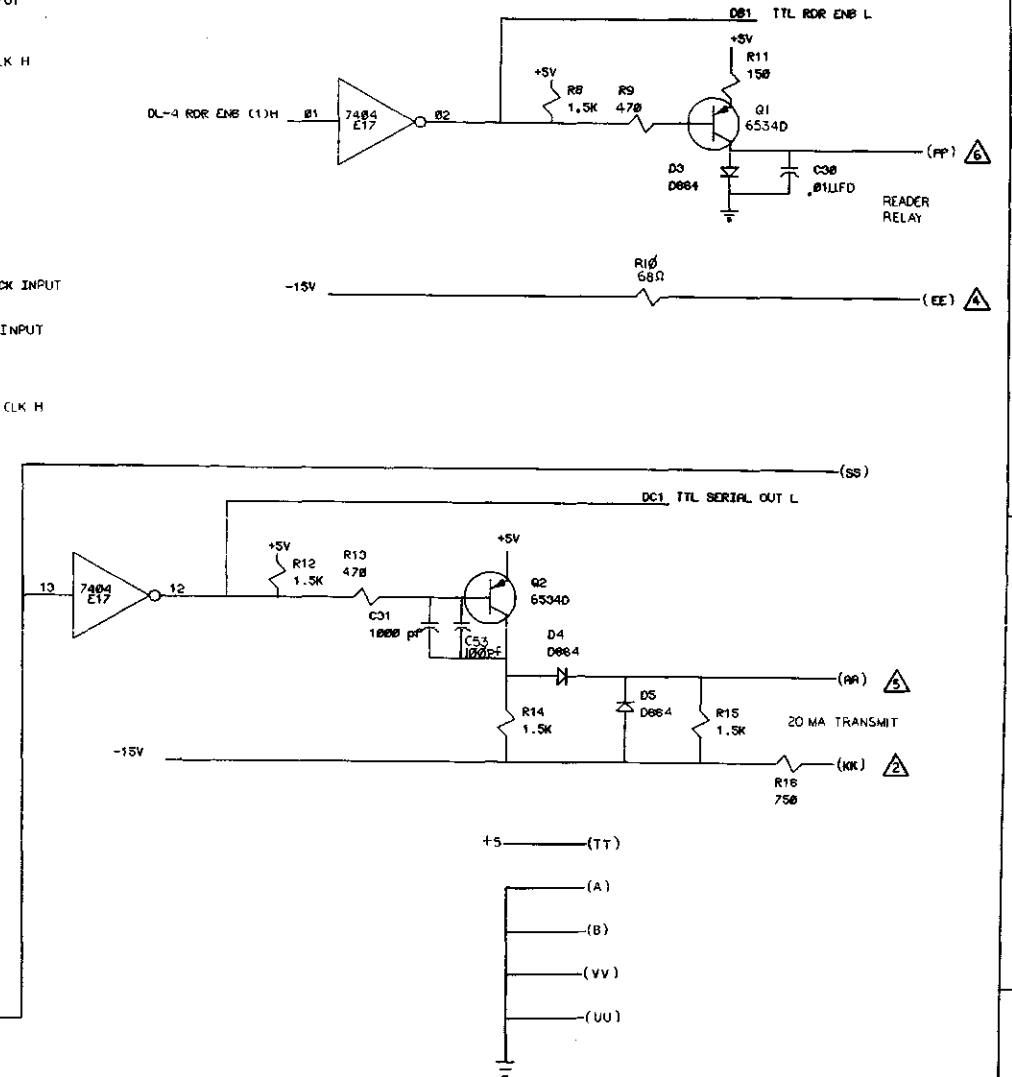 LK H
DB1 TTL RDR ENB L
+5V
R11
150
+5V
R8
1.5K
R9
470
Q1
6534D
DL-4 RDR ENB (1)H
01
7404
E17
02
(PP) 6
D3
D664
C30
.01UFD
READER
RELAY
CK INPUT
-15V
R10
68Ω
(EE) 4
INPUT
CLK H
(SS)
DC1 TTL SERIAL OUT L
+5V
+5V
R12
1.5K
R13
470
Q2
6534D
13
7404
E17
12
C31
1000 pf
C53
100pf
D4
D664
(AA) 5
D5
D664
R14
1.5K
R15
1.5K
20 MA TRANSMIT
-15V
(KK) 2
R16
750
+5
(TT)
(A)
(B)
(VV)
(UU)